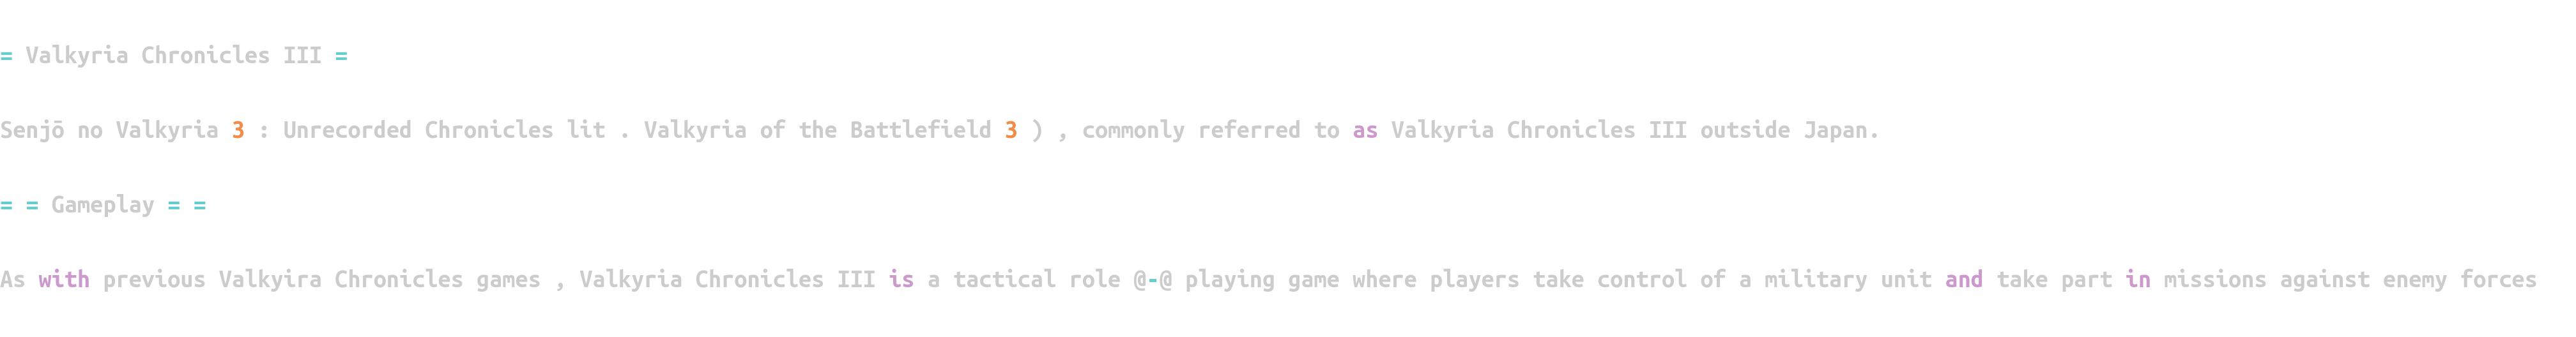 = Valkyria Chronicles III =
Senjō no Valkyria 3 : Unrecorded Chronicles lit . Valkyria of the Battlefield 3 ) , commonly referred to as Valkyria Chronicles III outside Japan.
= = Gameplay = =
As with previous Valkyira Chronicles games , Valkyria Chronicles III is a tactical role @-@ playing game where players take control of a military unit and take part in missions against enemy forces